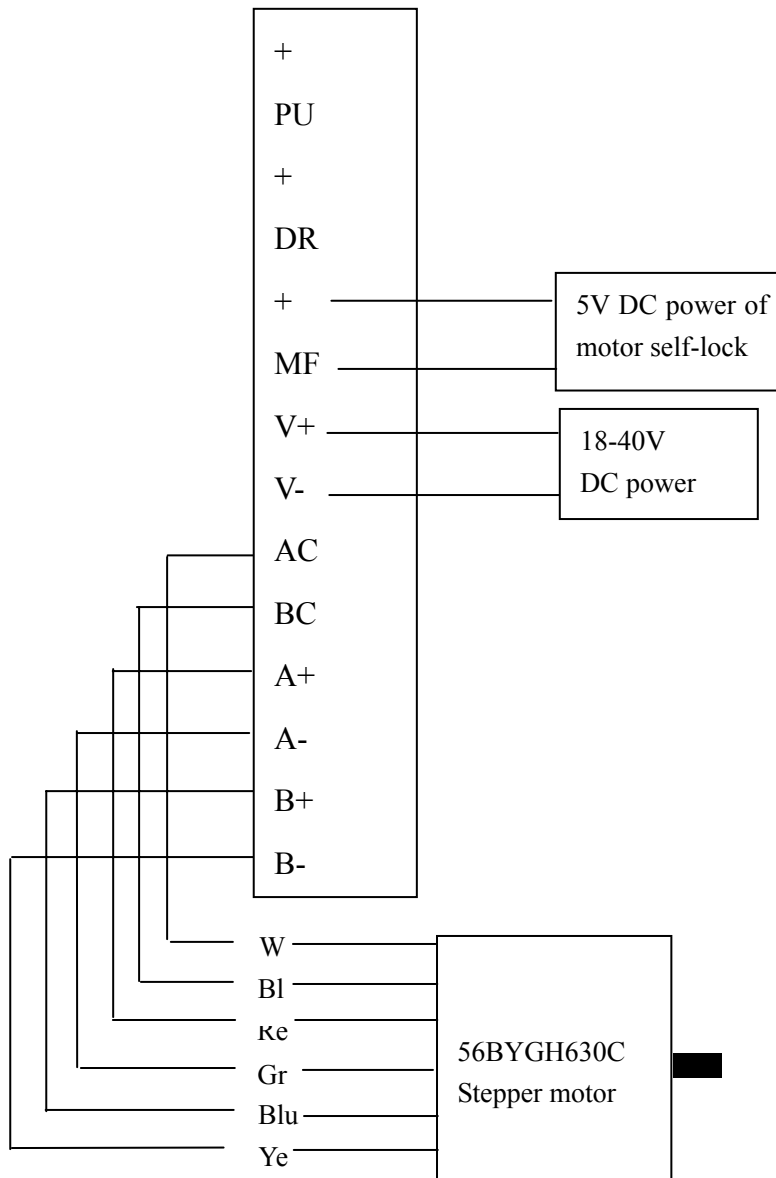 +
PU
+
DR
+
MF
V+
V-
AC
BC
A+
A-
B+
B-
5V DC power of
motor self-lock
18-40V
DC power
W
Bl
Re
Gr
Blu
Ye
56BYGH630C
Stepper motor